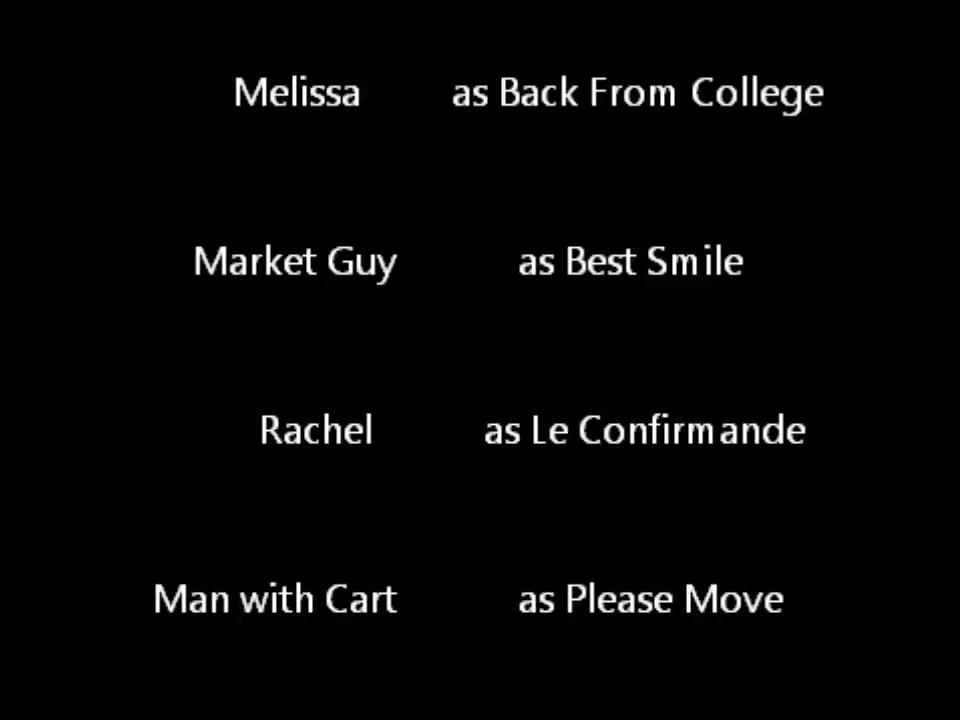 Melissa as Back From College
Market Guy as Best Smile
Rachel as Le Confirmande
Man with Cart as Please Move